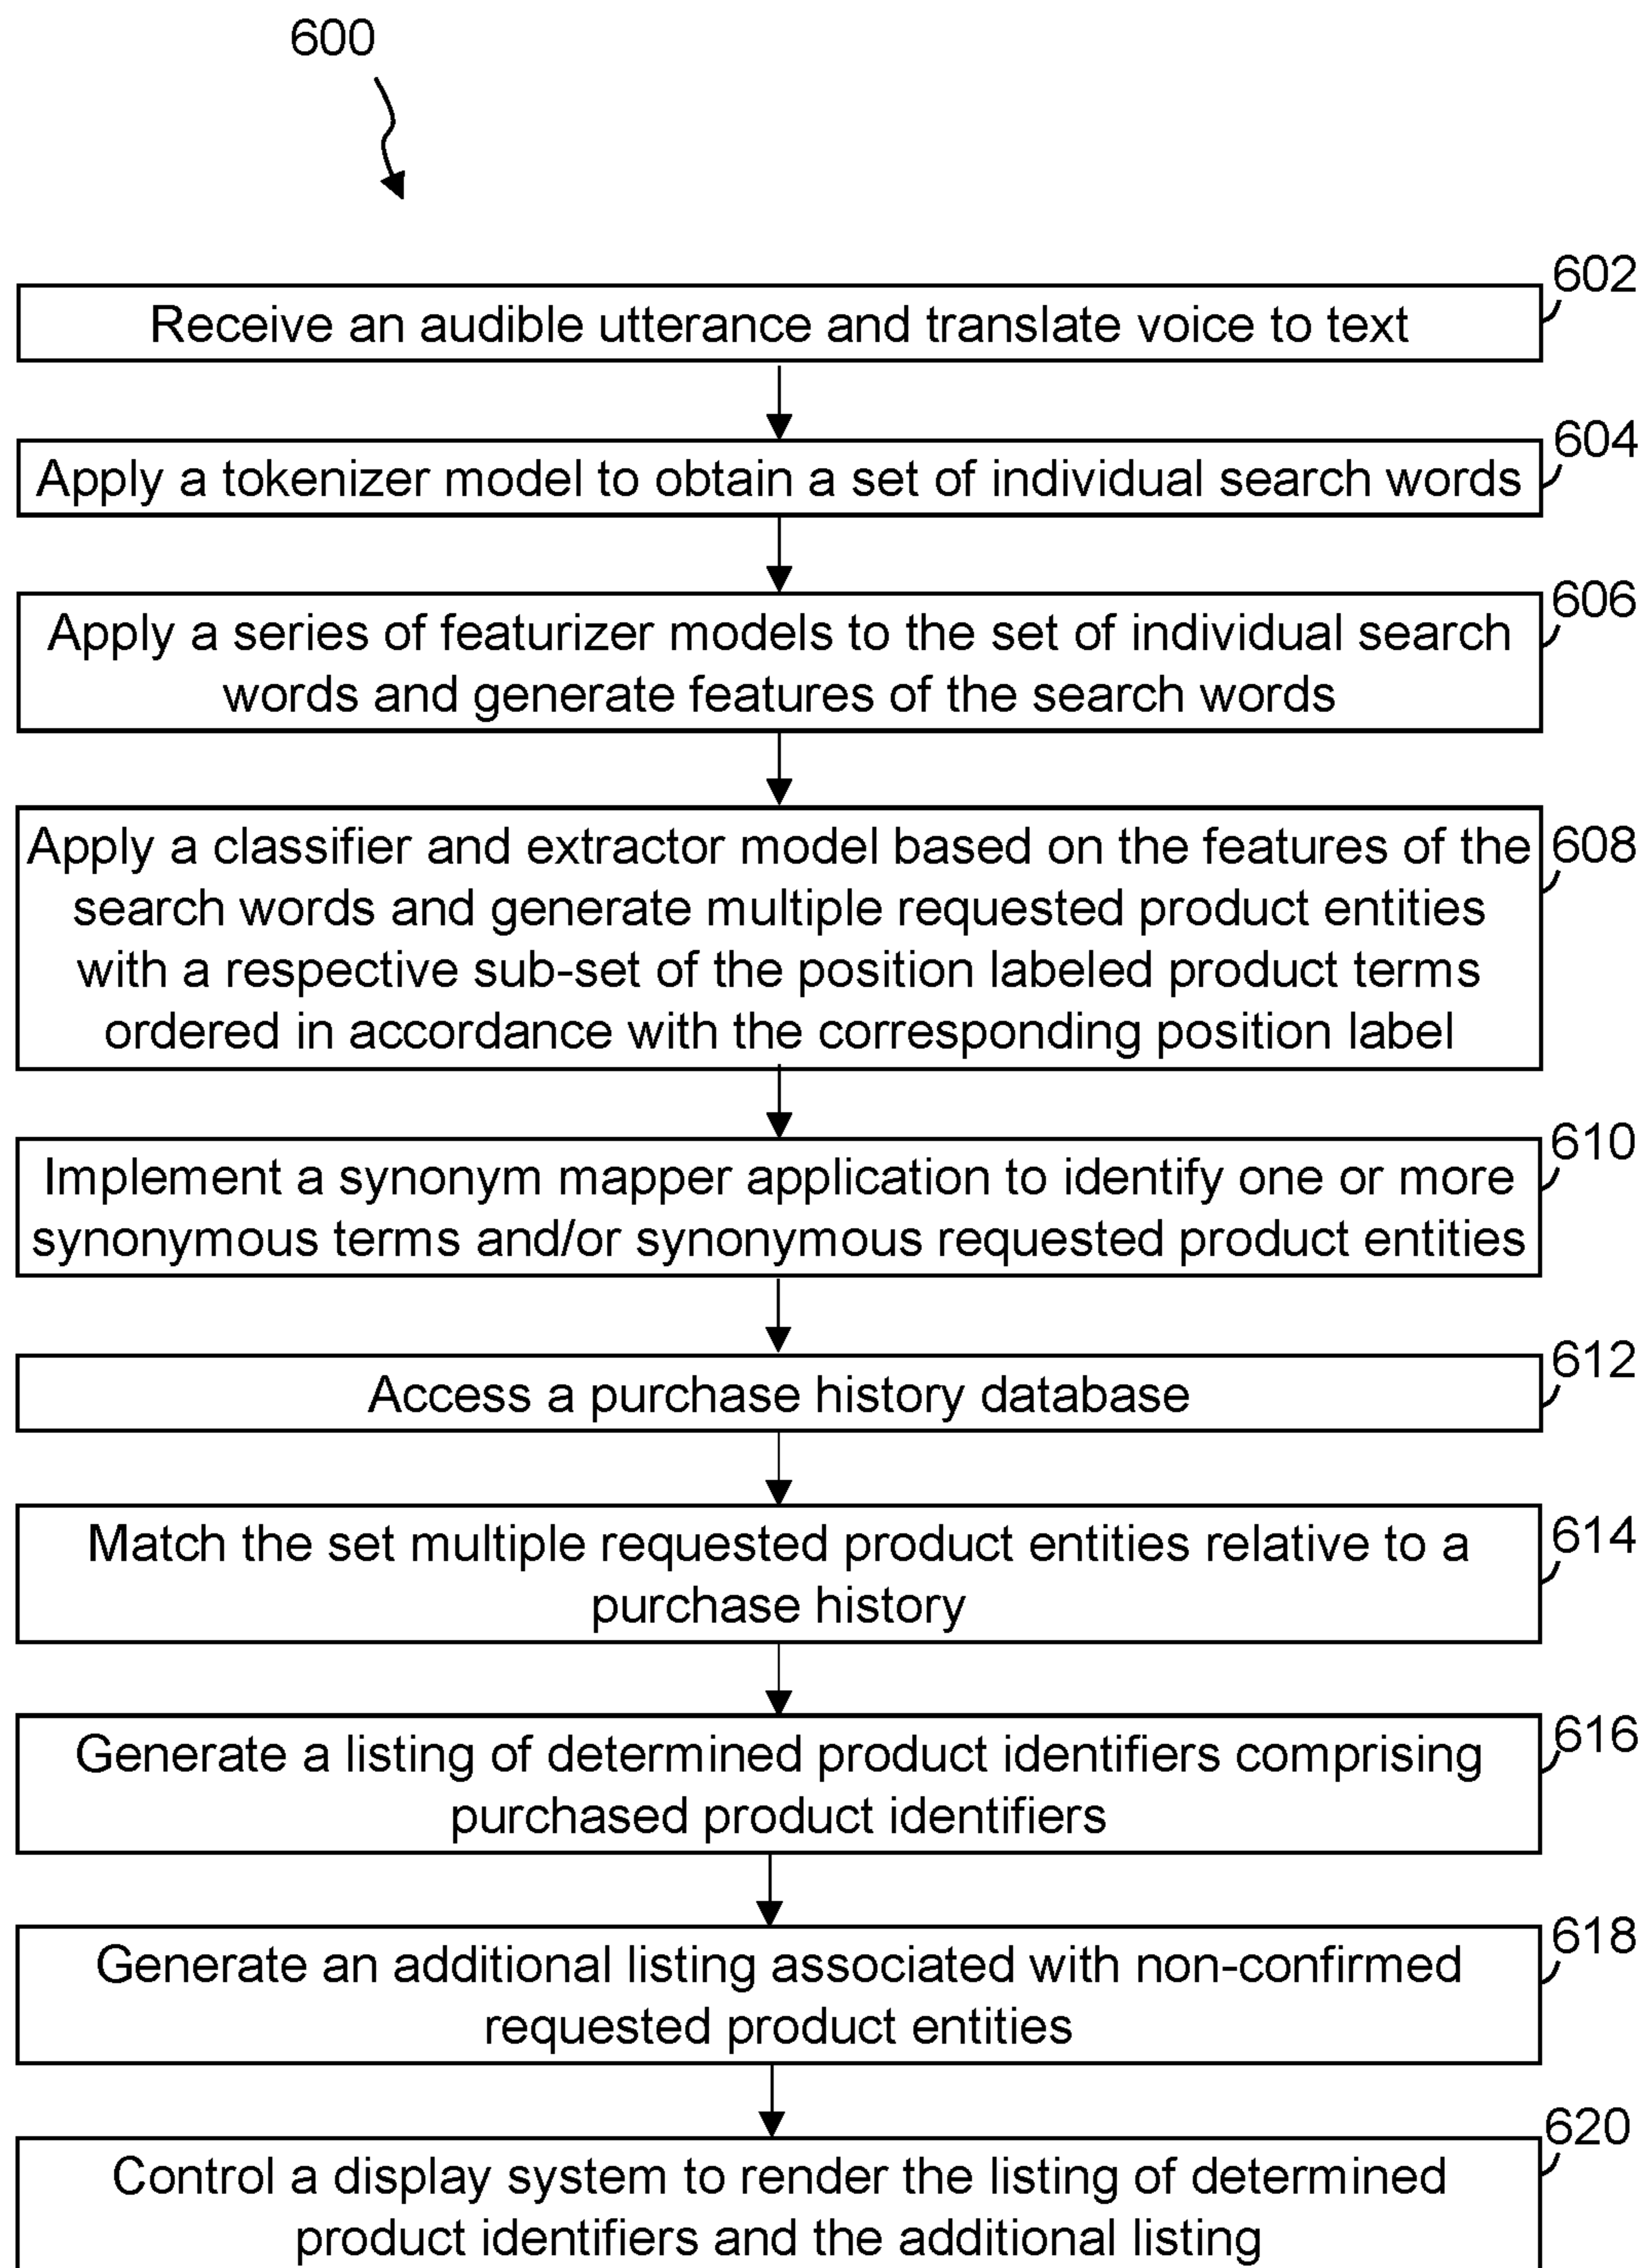 600
602
Receive an audible utterance and translate voice to text
604
Apply a tokenizer model to obtain a set of individual search words
606
Apply a series of featurizer models to the set of individual search
words and generate features of the search words
608
Apply a classifier and extractor model based on the features of the
search words and generate multiple requested product entities
with a respective sub-set of the position labeled product terms
ordered in accordance with the corresponding position label
610
Implement a synonym mapper application to identify one or more
synonymous terms and/or synonymous requested product entities
612
Access a purchase history database
614
Match the set multiple requested product entities relative to a
purchase history
616
Generate a listing of determined product identifiers comprising
purchased product identifiers
618
Generate an additional listing associated with non-confirmed
requested product entities
620
Control a display system to render the listing of determined
product identifiers and the additional listing